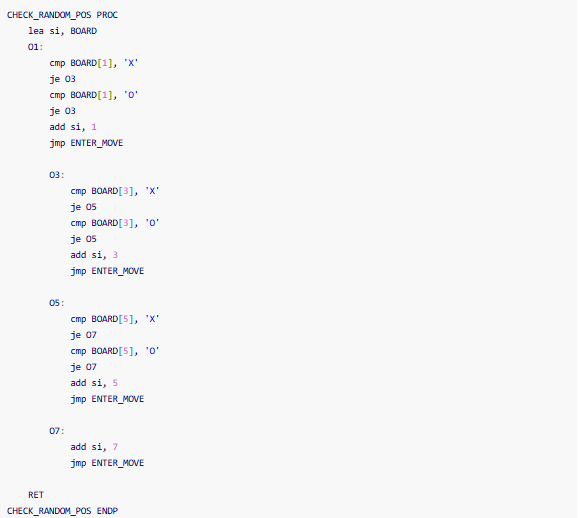 CHECK_RANDOM_POS PROC
lea si, BOARD
O1:
cmp BOARD[1], 'X'
je O3
cmp BOARD[1], 'O'
je O3
add si, 1
jmp ENTER_MOVE
O3:
cmp BOARD[3], 'X'
je O5
cmp BOARD[3], 'O'
je O5
add si, 3
jmp ENTER_MOVE
O5:
cmp BOARD[5], 'X'
je O7
cmp BOARD[5], 'O'
je O7
add si, 5
jmp ENTER_MOVE
O7:
add si, 7
jmp ENTER_MOVE
RET
CHECK_RANDOM_POS ENDP